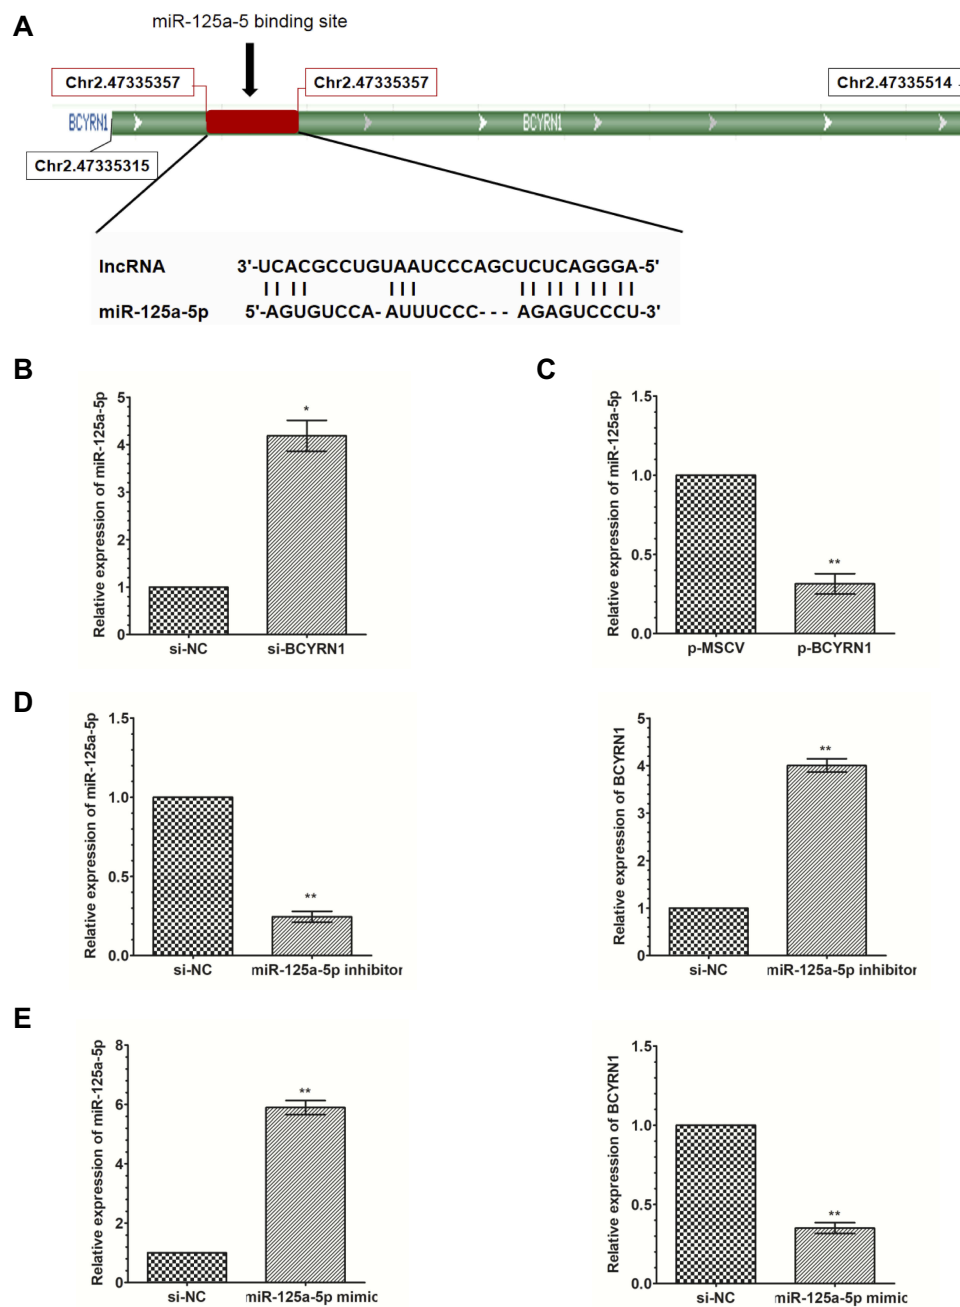 A
miR-125a-5 binding site
Chr2.47335357
Chr2.47335357
Chr2.47335514
BCYRN1
BCYRN1
Chr2.47335315
lncRNA 3'-UCACGCCUGUAAUCCCAGCUCUCAGGGA-5'
miR-125a-5p 5'-AGUGUCCA- AUUUCCC- - - AGAGUCCCU-3'
B
Relative expression of miR-125a-5p
5
4
2
1
0
*
si-NC
si-BCYRN1
C
Relative expression of miR-125a-5p
1.5
1.0
0.5
0.0
**
p-MSCV
p-BCYRN1
D
Relative expression of miR-125a-5p
1.5
1.0
0.5
0.0
**
si-NC
miR-125a-5p inhibitor
Relative expression of BCYRN1
5
4
2
1
0
**
si-NC
miR-125a-5p inhibitor
E
Relative expression of miR-125a-5p
8
6
4
2
0
**
si-NC
miR-125a-5p mimic
Relative expression of BCYRN1
1.5
1.0
0.5
0.0
**
si-NC
miR-125a-5p mimic